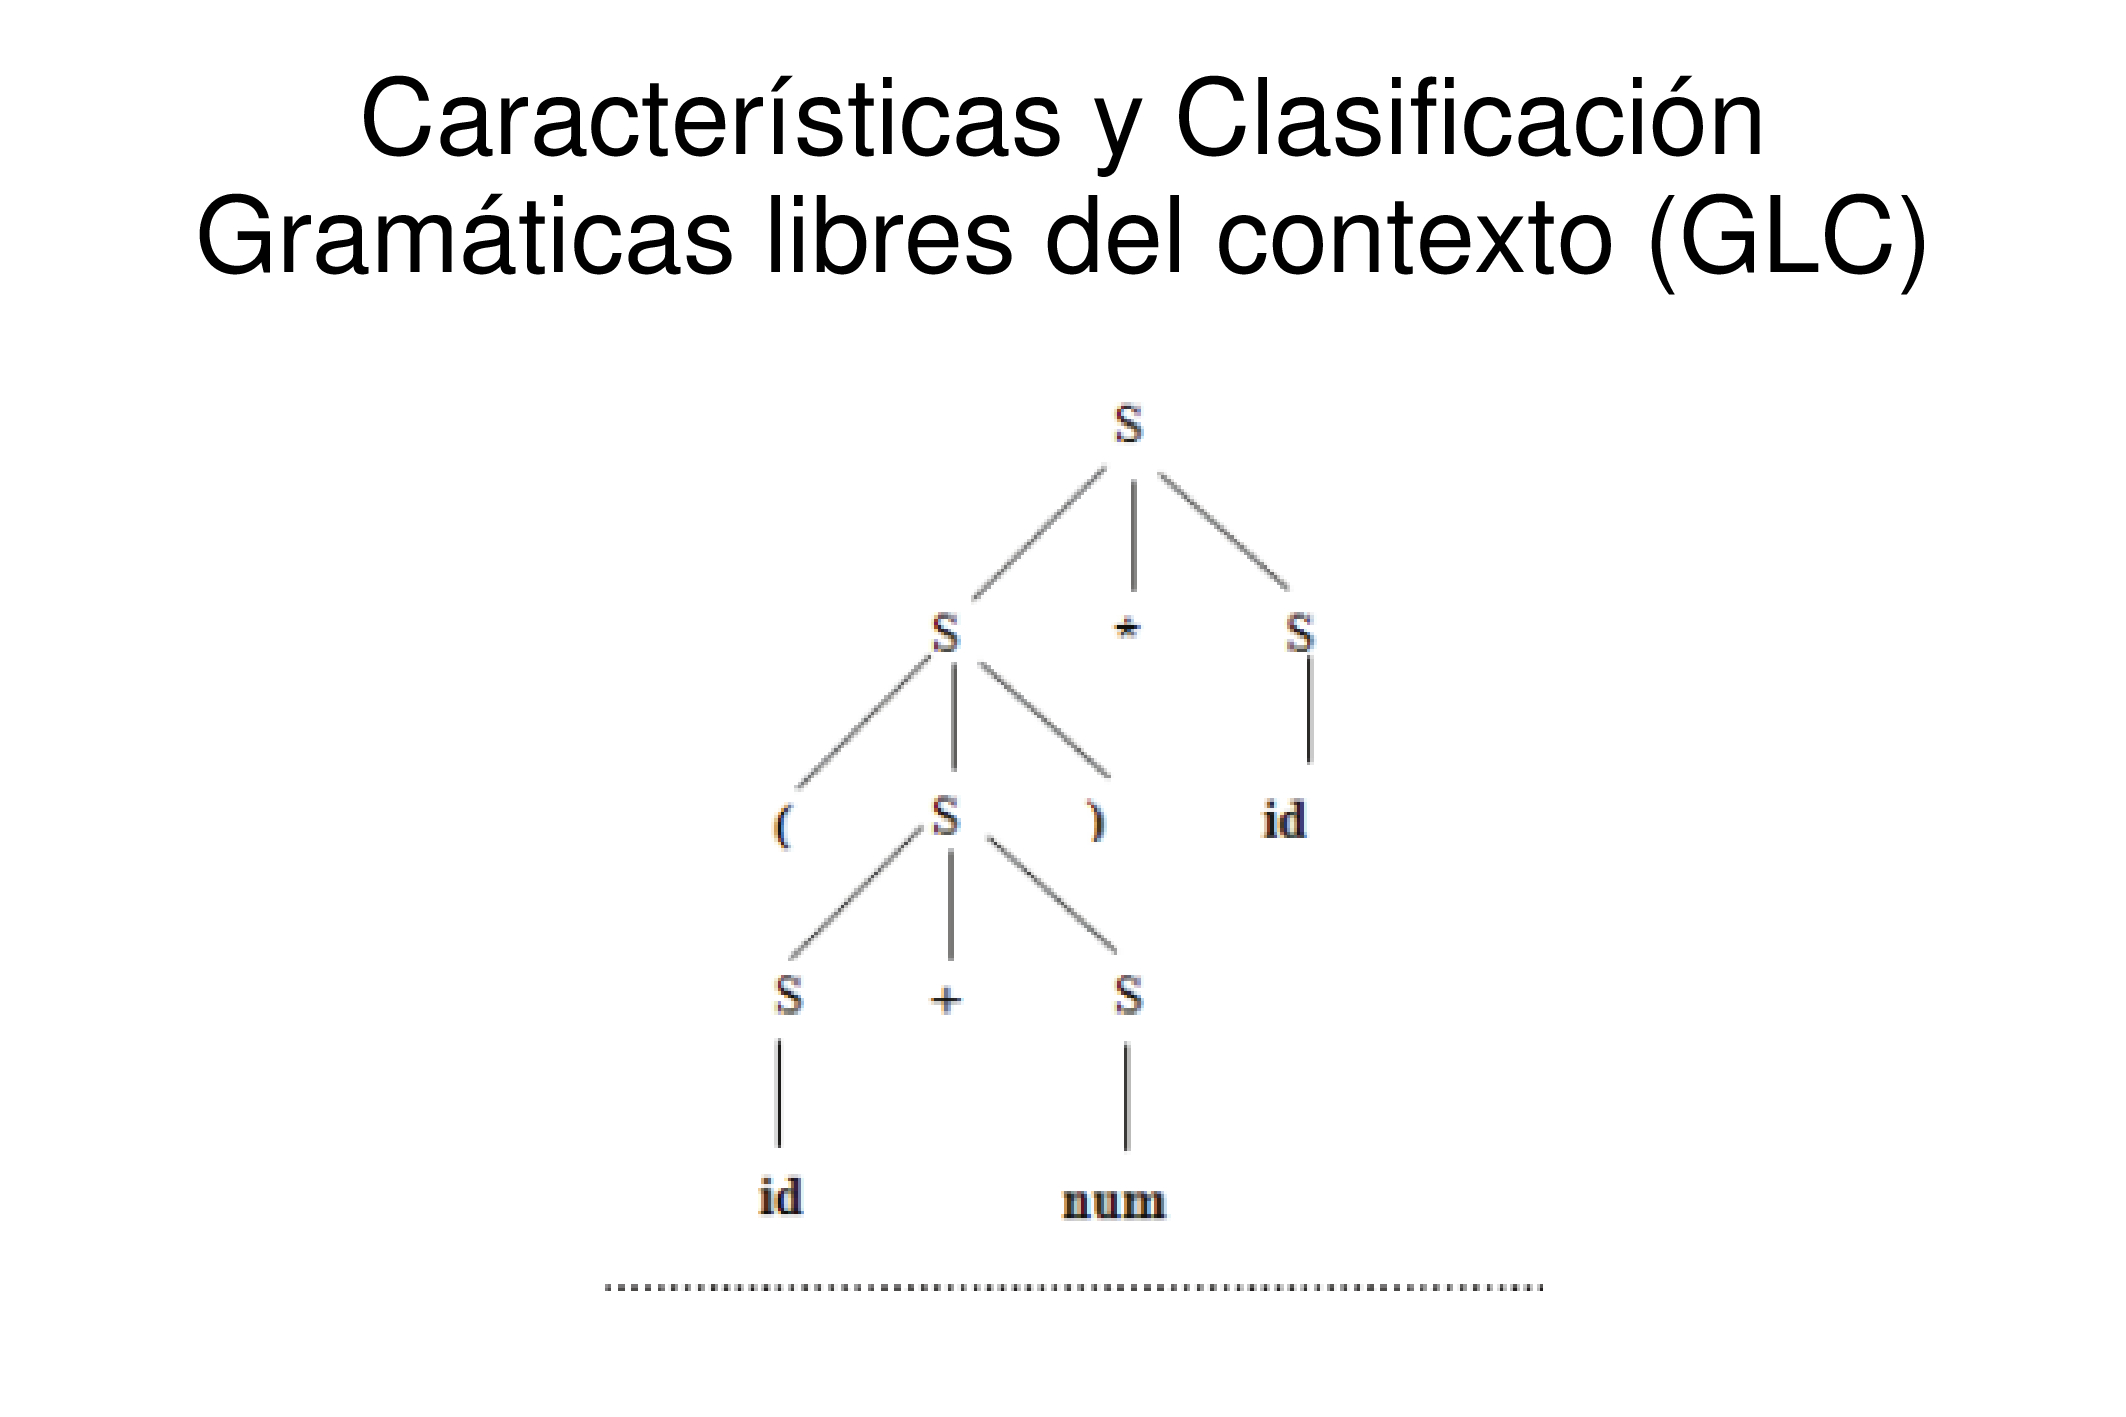 Características y Clasificación
Gramáticas libres del contexto (GLC)
S
S * S
( S ) id
S + S
id num